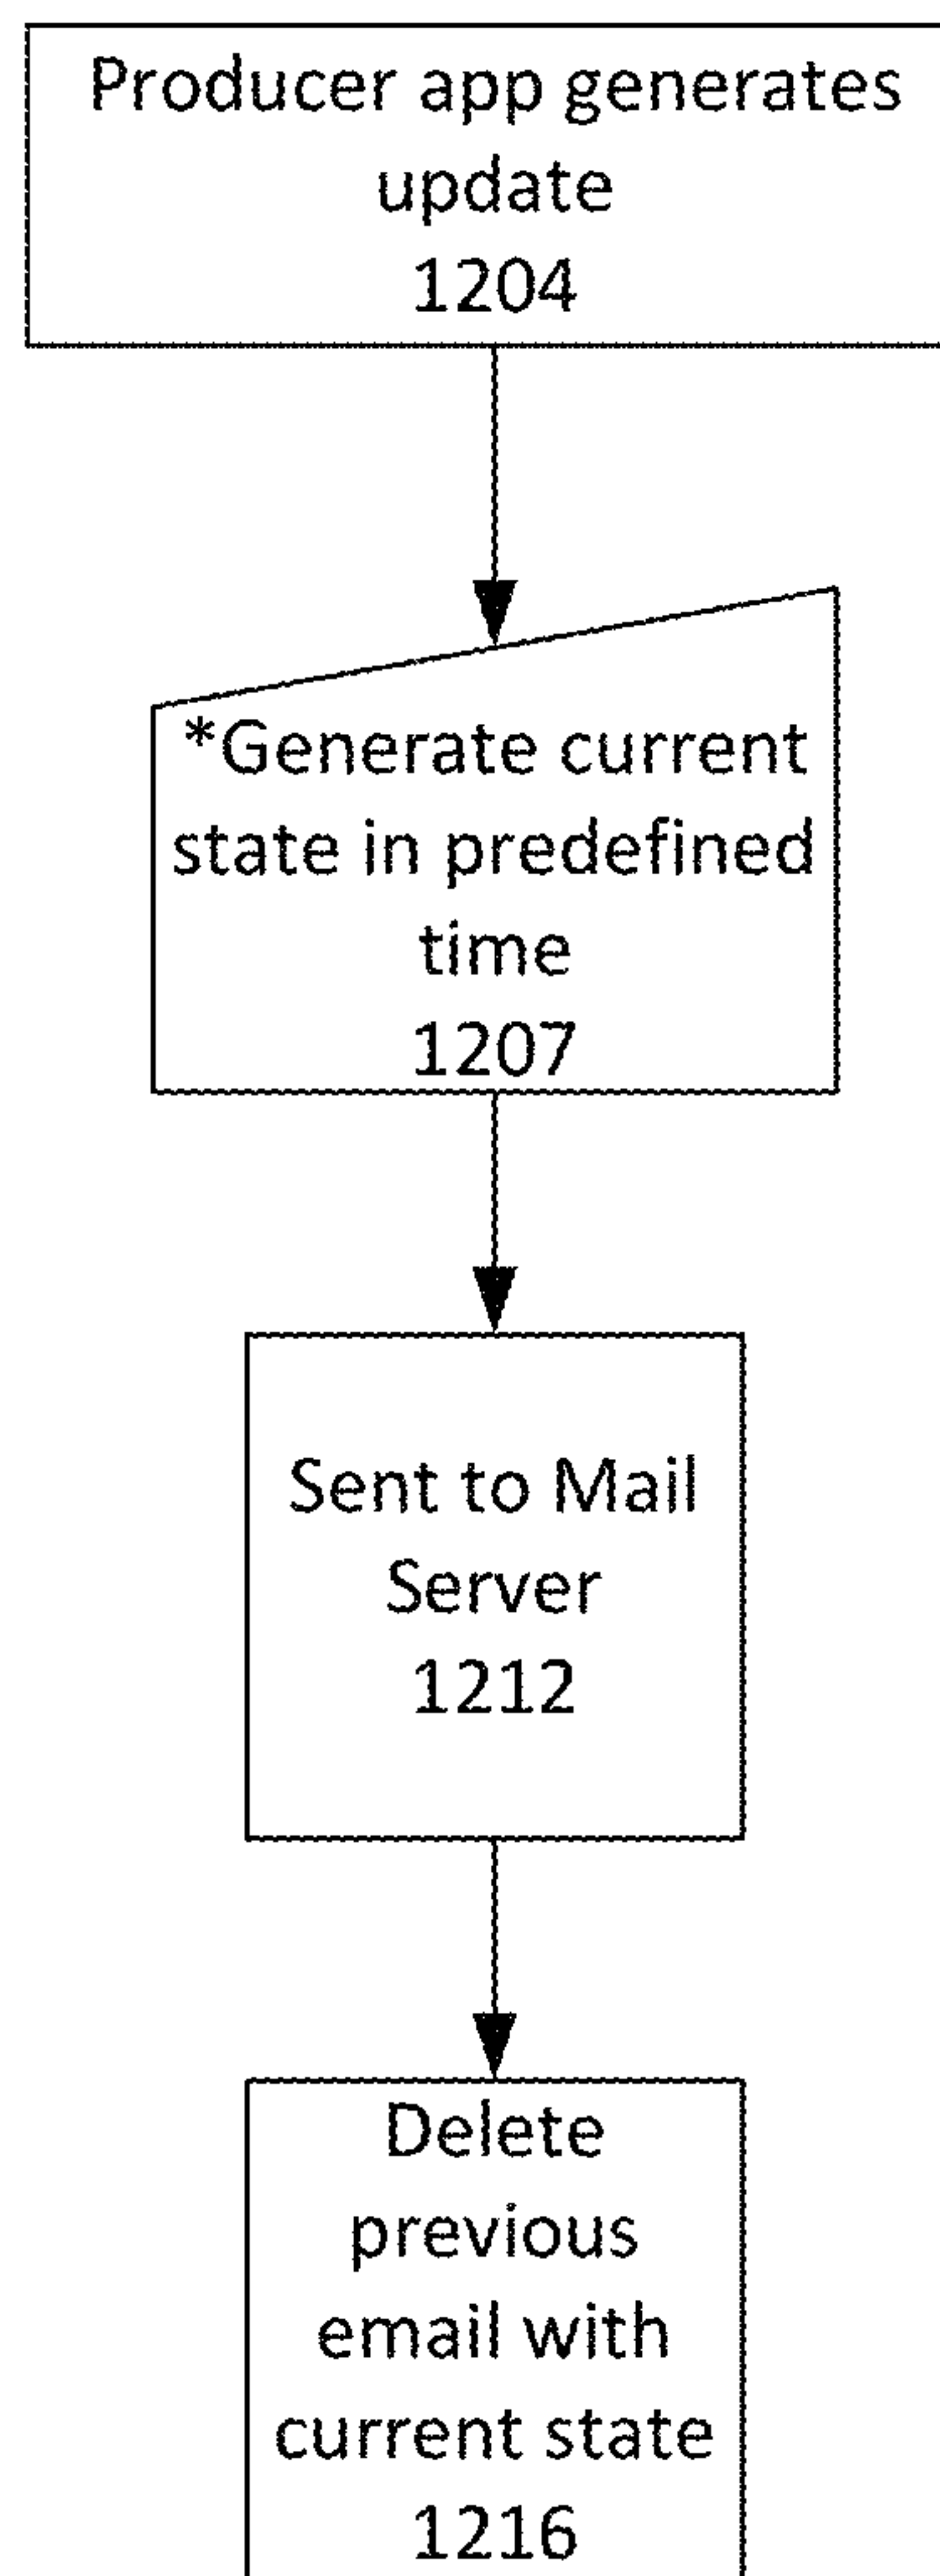 Producer app generates
update
1204
*Generate current
state in predefined
time
1207
Sent to Mail
Server
1212
Delete
previous
email with
current state
1216